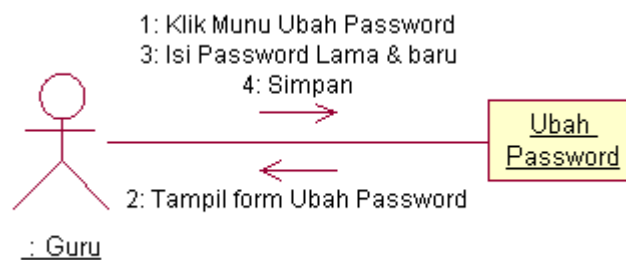 1: Klik Munu Ubah Password
3: Isi Password Lama & baru
4: Simpan
Ubah
Password
2: Tampil form Ubah Password
: Guru